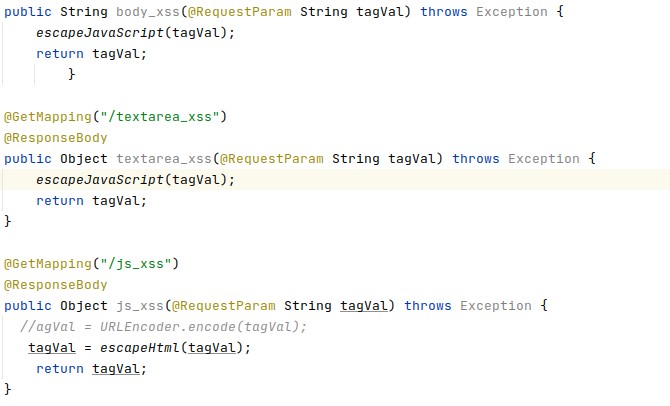 public String body_xss(@RequestParam String tagVal) throws Exception {
    escapeJavaScript(tagVal);
    return tagVal;
        }
@GetMapping("/textarea_xss")
@ResponseBody
public Object textarea_xss(@RequestParam String tagVal) throws Exception {
    escapeJavaScript(tagVal);
    return tagVal;
}
@GetMapping("/js_xss")
@ResponseBody
public Object js_xss(@RequestParam String tagVal) throws Exception {
  //agVal = URLEncoder.encode(tagVal);
   tagVal = escapeHtml(tagVal);
    return tagVal;
}